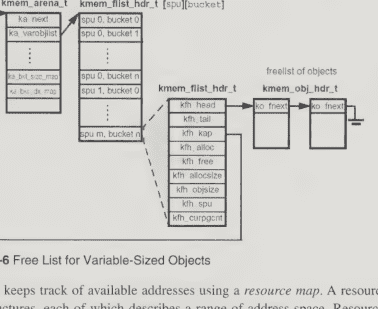 kmem_arena_t kmem_flist_hdr_t [spu][bucket]
ka_next
ka_varobjlist
spu 0, bucket 0
spu 0, bucket 1
spu 0, bucket n
spu 1, bucket 0
spu m, bucket n
kmem_flist_hdr_t
kfh_head
kfh_tail
kfh_kap
kfh_alloc
kfh_free
kfh_allocsize
kfh_objsize
kfh_spu
kfh_curpgcnt
freelist of objects
kmem_obj_hdr_t
ko_fnext
ko_fnext
-6 Free List for Variable-Sized Objects
keeps track of available addresses using a resource map. A resour
uctures, each of which describes a range of address space. Resourc